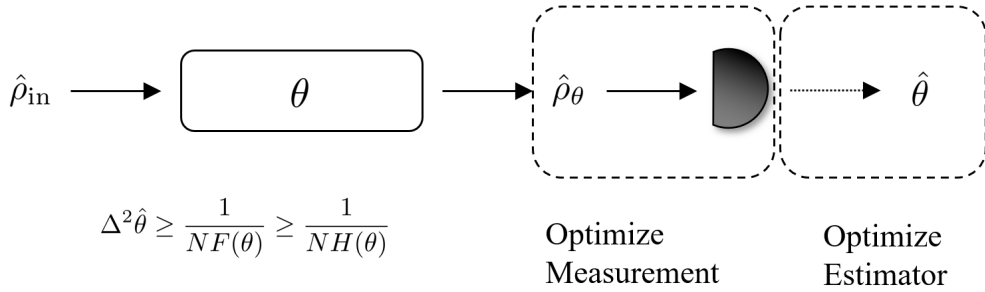 ρ̂_in θ ρ̂_θ θ̂
Δ²θ̂ ≥ 1/(NF(θ)) ≥ 1/(NH(θ))
Optimize
Measurement
Optimize
Estimator